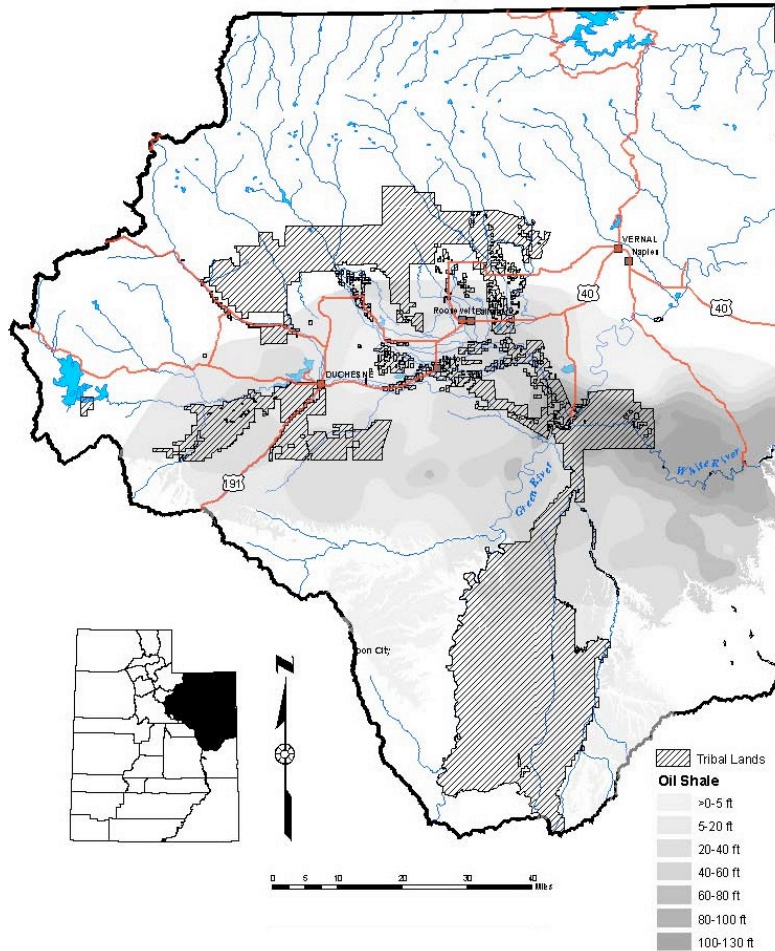 VERNAL
Naples
40
40
Roosevelt
DUCHESNE
191
Green River
White River
N
Tribal Lands
Oil Shale
>0-5 ft
5-20 ft
20-40 ft
40-60 ft
60-80 ft
80-100 ft
100-130 ft
0 5 10 20 30 40
Miles